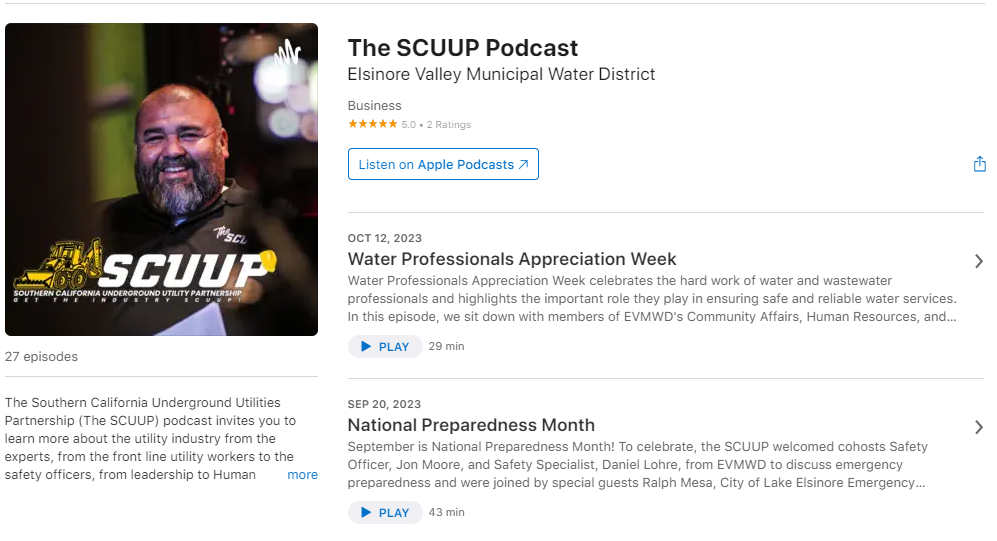 The SCUUP Podcast
Elsinore Valley Municipal Water District
Business
★★★★★ 5.0 • 2 Ratings
Listen on Apple Podcasts ↗
The SCU
SCUUP
SOUTHERN CALIFORNIA UNDERGROUND UTILITY PARTNERSHIP
GET THE INDUSTRY SCUUP!
27 episodes
The Southern California Underground Utilities
Partnership (The SCUUP) podcast invites you to
learn more about the utility industry from the
experts, from the front line utility workers to the
safety officers, from leadership to Human more
OCT 12, 2023
Water Professionals Appreciation Week
Water Professionals Appreciation Week celebrates the hard work of water and wastewater
professionals and highlights the important role they play in ensuring safe and reliable water services.
In this episode, we sit down with members of EVMWD's Community Affairs, Human Resources, and...
PLAY 29 min
SEP 20, 2023
National Preparedness Month
September is National Preparedness Month! To celebrate, the SCUUP welcomed cohosts Safety
Officer, Jon Moore, and Safety Specialist, Daniel Lohre, from EVMWD to discuss emergency
preparedness and were joined by special guests Ralph Mesa, City of Lake Elsinore Emergency...
PLAY 43 min